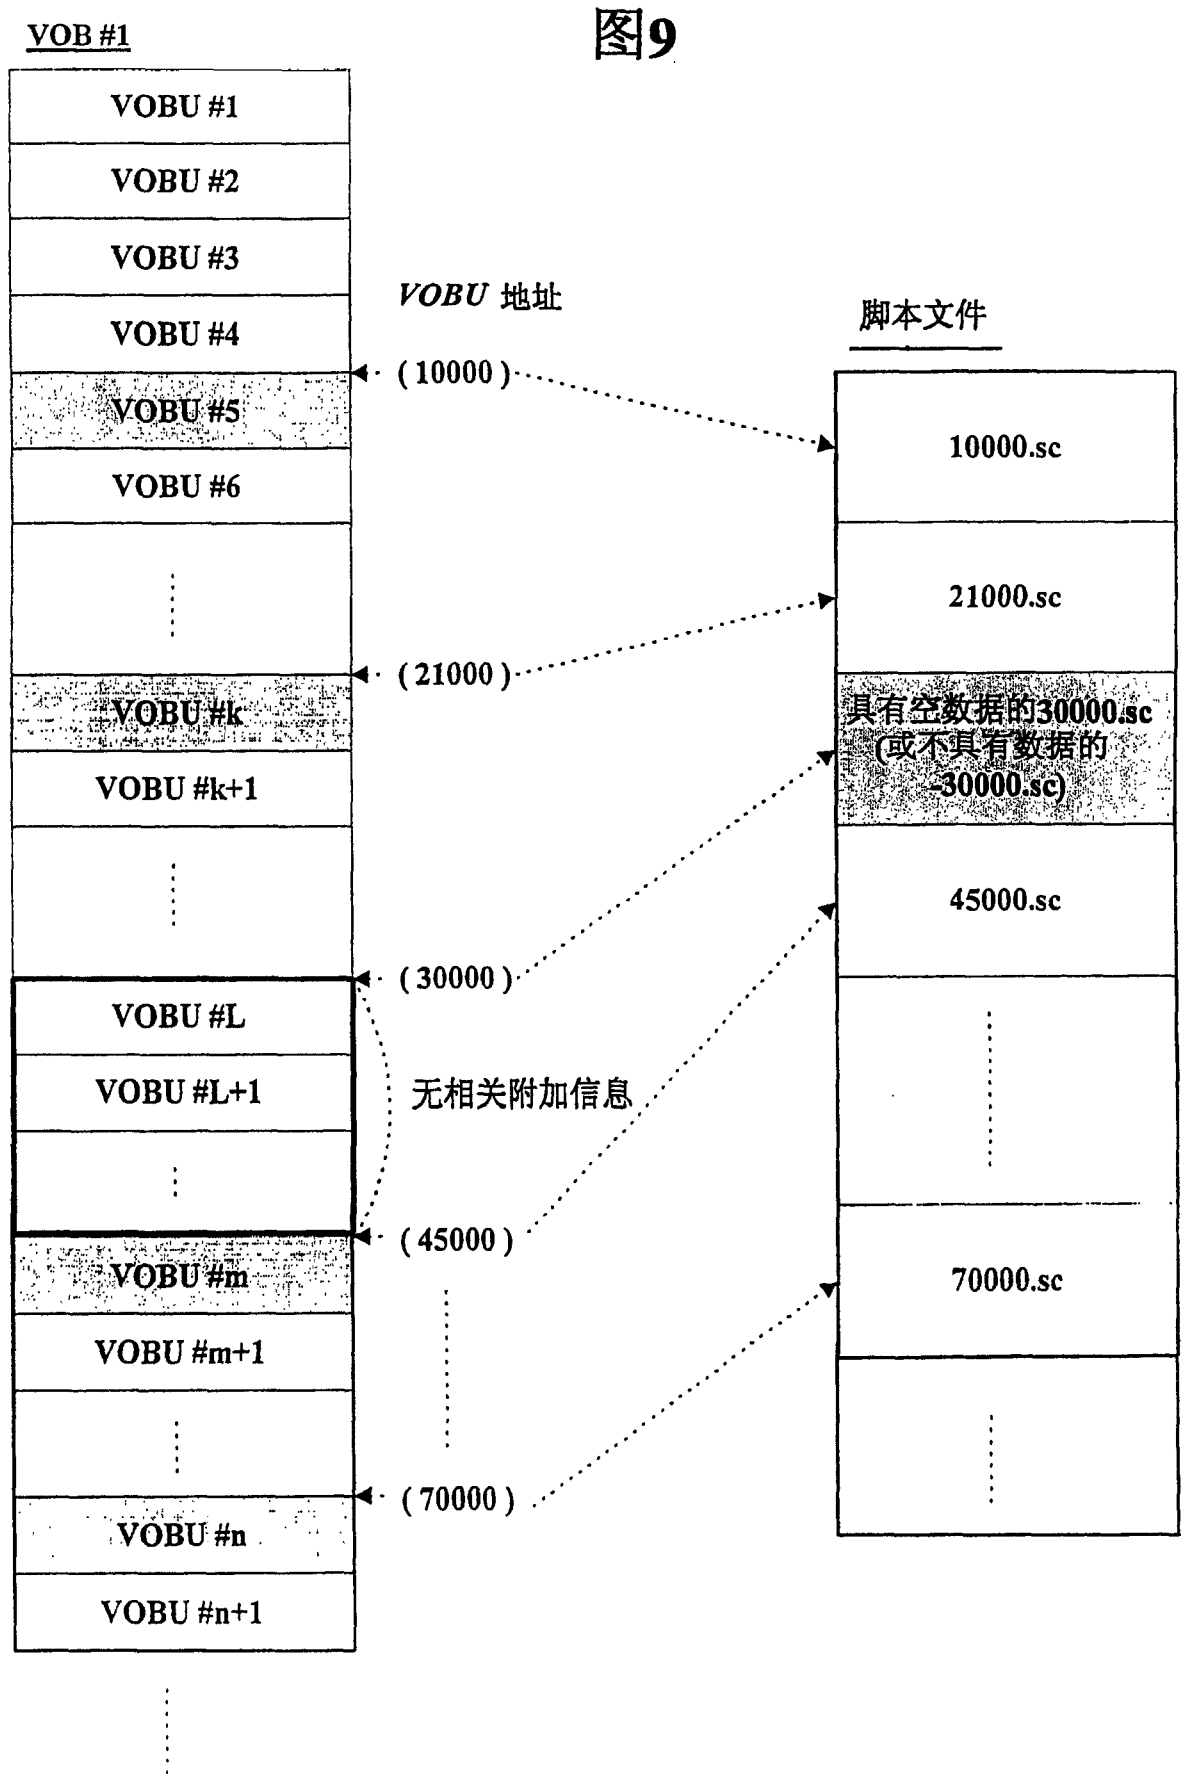 图9
VOB #1
VOBU #1
VOBU #2
VOBU #3
VOBU #4
VOBU #5
VOBU #6
VOBU #k
VOBU #k+1
VOBU #L
VOBU #L+1
VOBU #m
VOBU #m+1
VOBU #n
VOBU #n+1
VOBU 地址
(10000)
(21000)
(30000)
无相关附加信息
(45000)
(70000)
脚本文件
10000.sc
21000.sc
具有空数据的30000.sc
(或不具有数据的
-30000.sc)
45000.sc
70000.sc